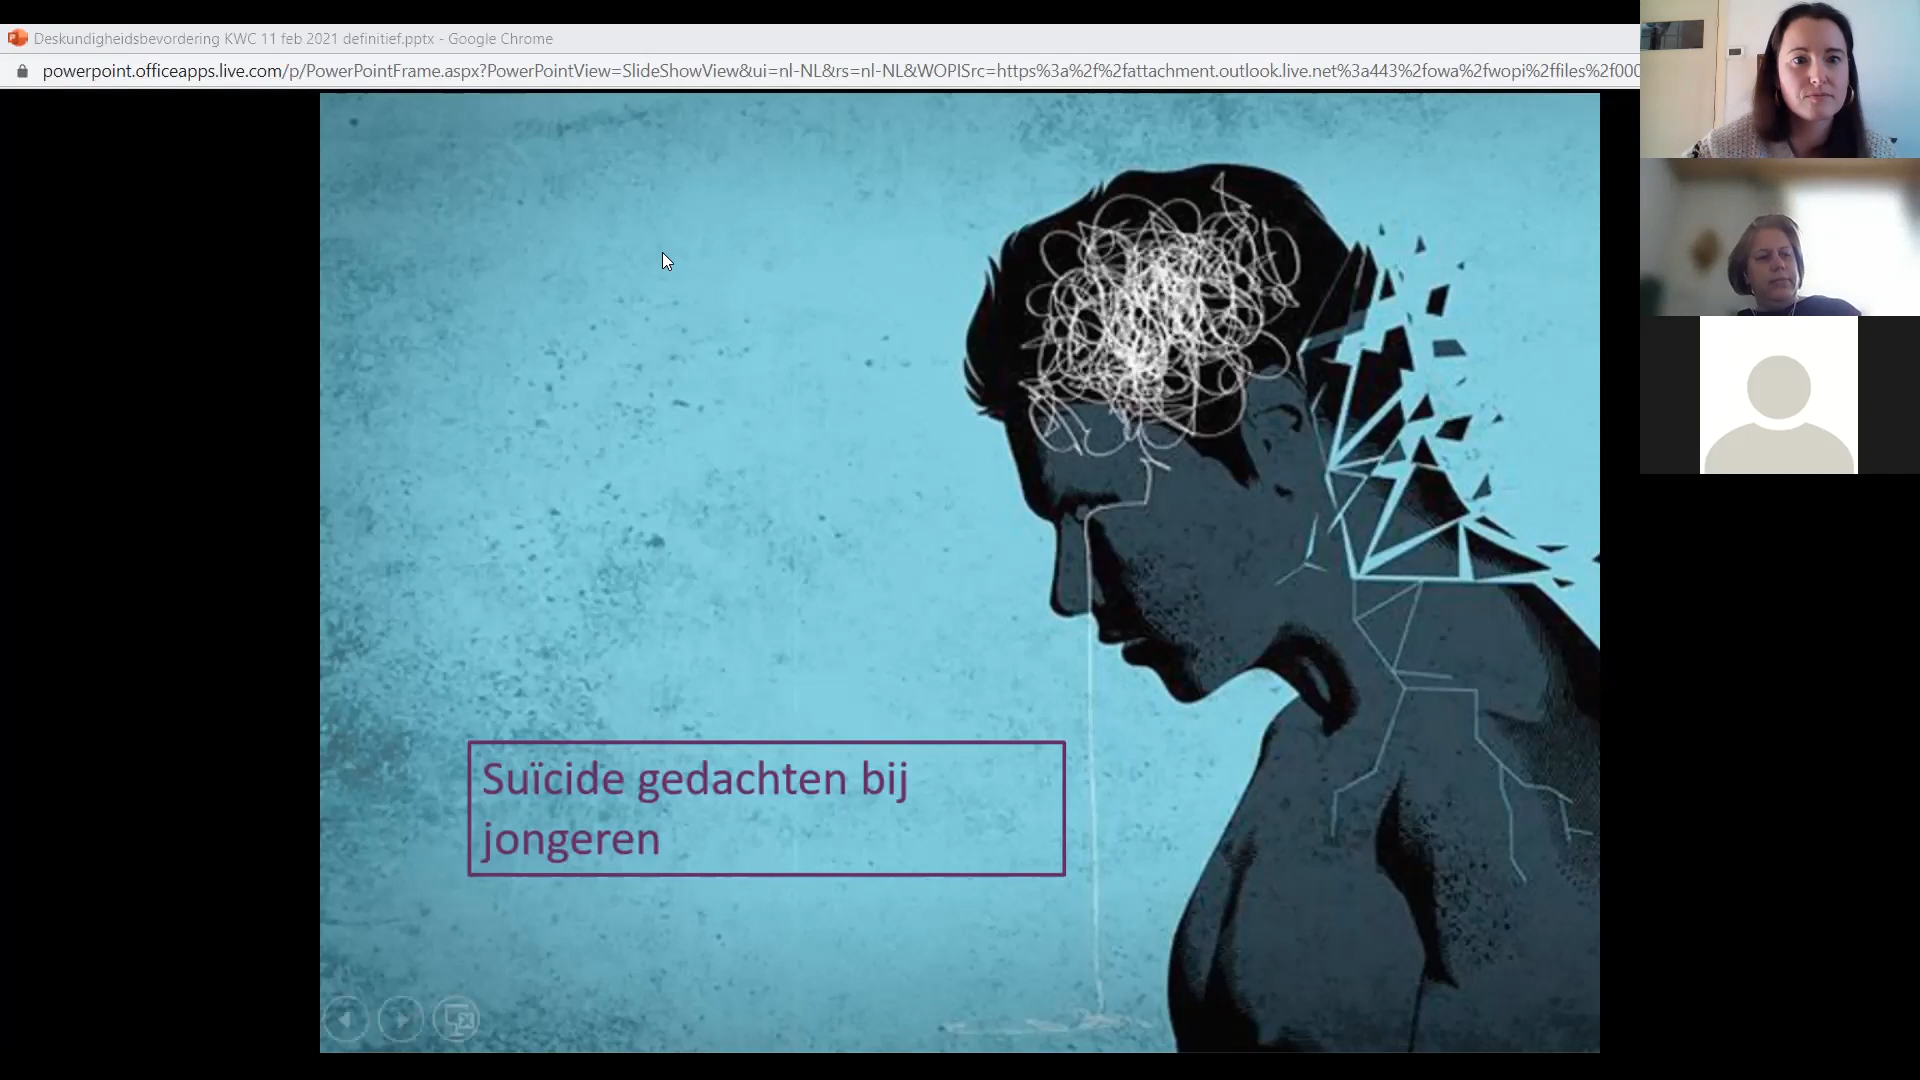 Deskundigheidsbevordering KWC 11 feb 2021 definitief.pptx - Google Chrome
powerpoint.officeapps.live.com/p/PowerPointFrame.aspx?PowerPointView=SlideShowView&ui=nl-NL&rs=nl-NL&WOPISrc=https%3a%2f%2fattachment.outlook.live.net%3a443%2fowa%2fwopi%2ffiles%2f000
Suïcide gedachten bij
jongeren